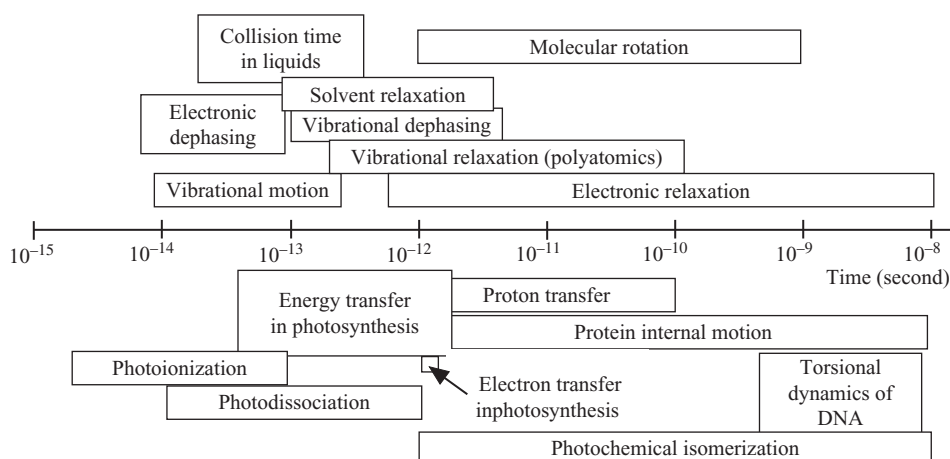 Collision time
in liquids
Molecular rotation
Solvent relaxation
Electronic
dephasing
Vibrational dephasing
Vibrational relaxation (polyatomics)
Vibrational motion
Electronic relaxation
10–15 10–14 10–13 10–12 10–11 10–10 10–9 10–8
Time (second)
Energy transfer
in photosynthesis
Proton transfer
Protein internal motion
Photoionization
Electron transfer
inphotosynthesis
Torsional
dynamics of
DNA
Photodissociation
Photochemical isomerization